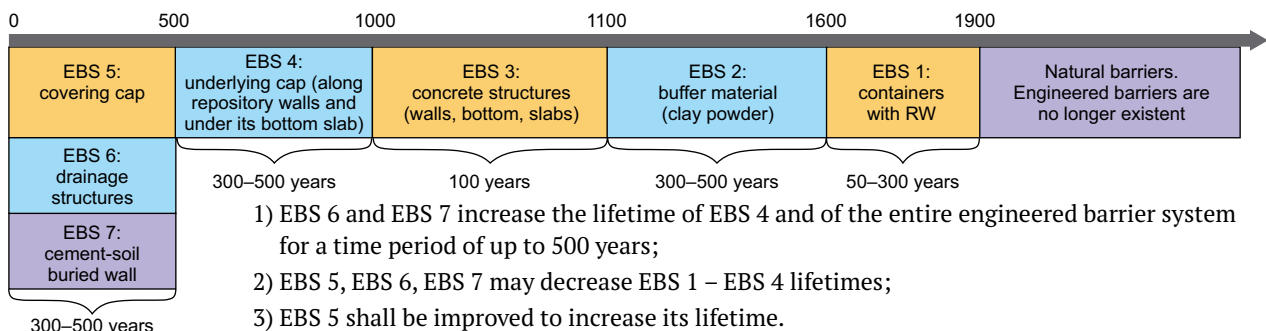 0 500 1000 1100 1600 1900
EBS 5:
covering cap
EBS 4:
underlying cap (along
repository walls and
under its bottom slab)
EBS 3:
concrete structures
(walls, bottom, slabs)
EBS 2:
buffer material
(clay powder)
EBS 1:
containers
with RW
Natural barriers.
Engineered barriers are
no longer existent
EBS 6:
drainage
structures
EBS 7:
cement-soil
buried wall
300–500 years
300–500 years
100 years
300–500 years
50–300 years
1) EBS 6 and EBS 7 increase the lifetime of EBS 4 and of the entire engineered barrier system
for a time period of up to 500 years;
2) EBS 5, EBS 6, EBS 7 may decrease EBS 1 – EBS 4 lifetimes;
3) EBS 5 shall be improved to increase its lifetime.